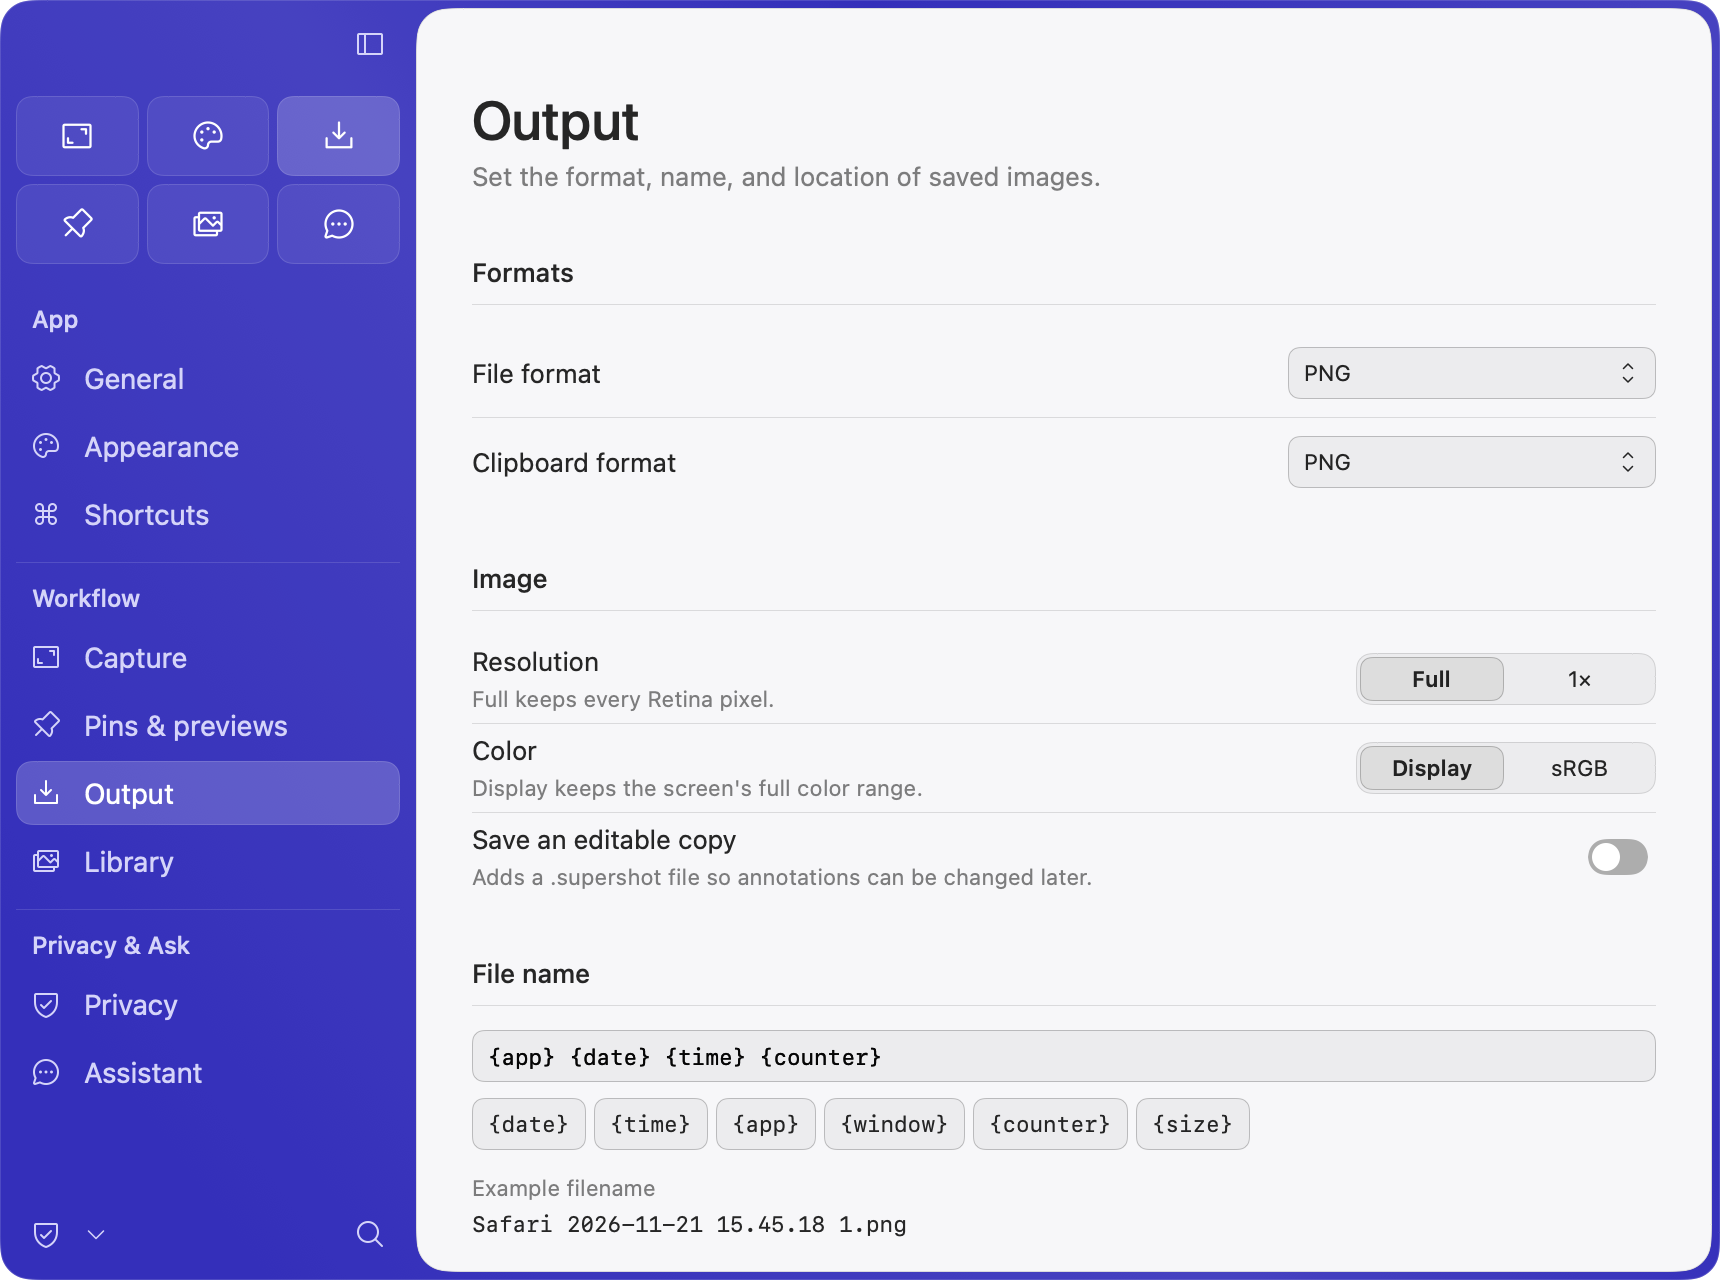 App
General
Appearance
Shortcuts
Workflow
Capture
Pins & previews
Output
Library
Privacy & Ask
Privacy
Assistant
Output
Set the format, name, and location of saved images.
Formats
File format
PNG
Clipboard format
PNG
Image
Resolution
Full keeps every Retina pixel.
Full 1×
Color
Display keeps the screen's full color range.
Display sRGB
Save an editable copy
Adds a .supershot file so annotations can be changed later.
File name
{app} {date} {time} {counter}
{date} {time} {app} {window} {counter} {size}
Example filename
Safari 2026-11-21 15.45.18 1.png